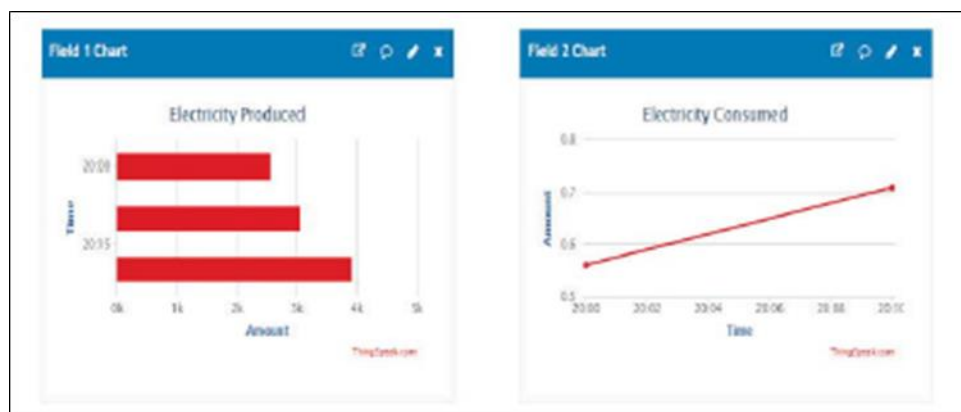 Field 1 Chart
Electricity Produced
20:00
20:15
Time
0k 1k 2k 3k 4k 5k
Amount
ThingSpeak.com
Field 2 Chart
Electricity Consumed
0.8
0.7
0.6
0.5
Amount
20:00 20:02 20:04 20:06 20:08 20:10
Time
ThingSpeak.com